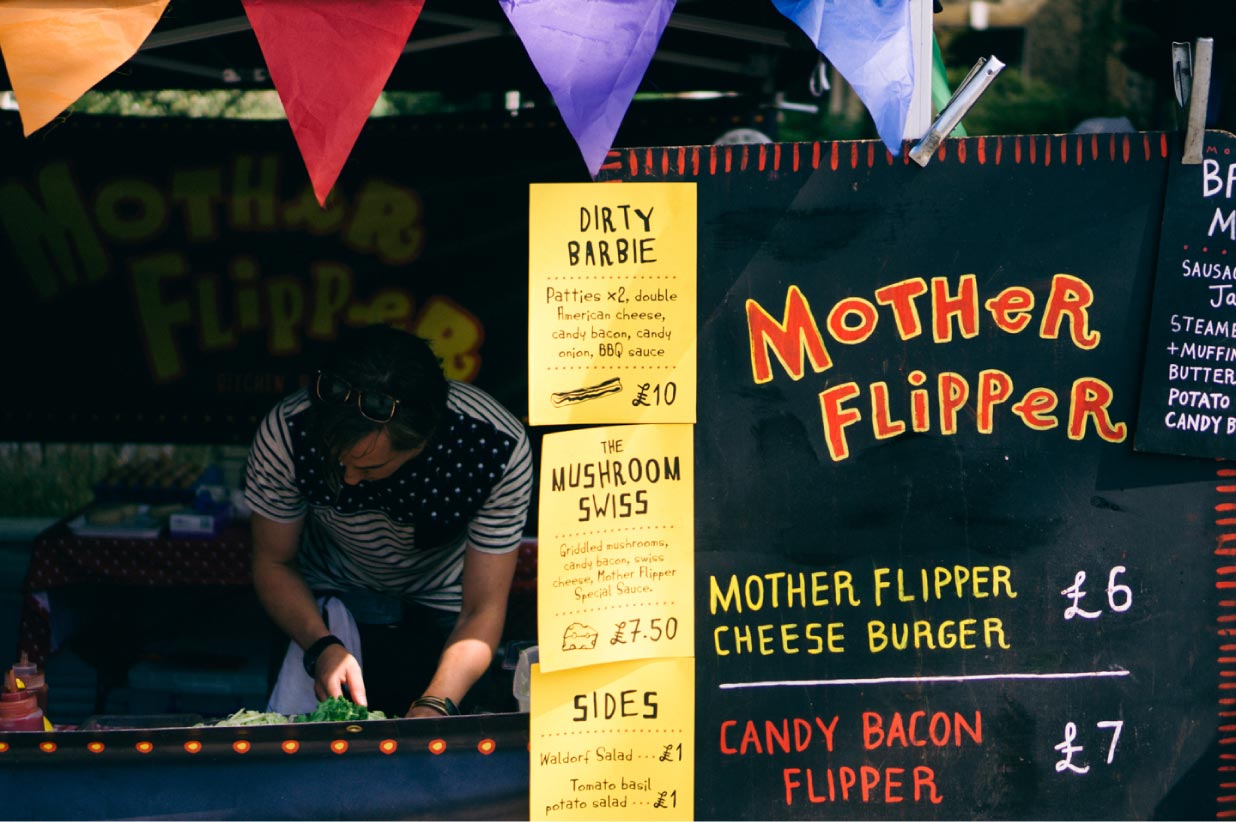 MOTHER
FLIPPER
DIRTY
BARBIE
Patties x2, double
American cheese,
candy bacon, candy
onion, BBQ sauce
£10
THE
MUSHROOM
SWISS
Griddled mushrooms,
candy bacon, swiss
cheese, Mother Flipper
Special Sauce.
£7.50
SIDES
Waldorf Salad ... £1
Tomato basil
potato salad ... £1
MOTHER
FLIPPER
MOTHER FLIPPER
CHEESE BURGER £6
CANDY BACON
FLIPPER £7
+MUFFIN
BUTTER
POTATO
CANDY B